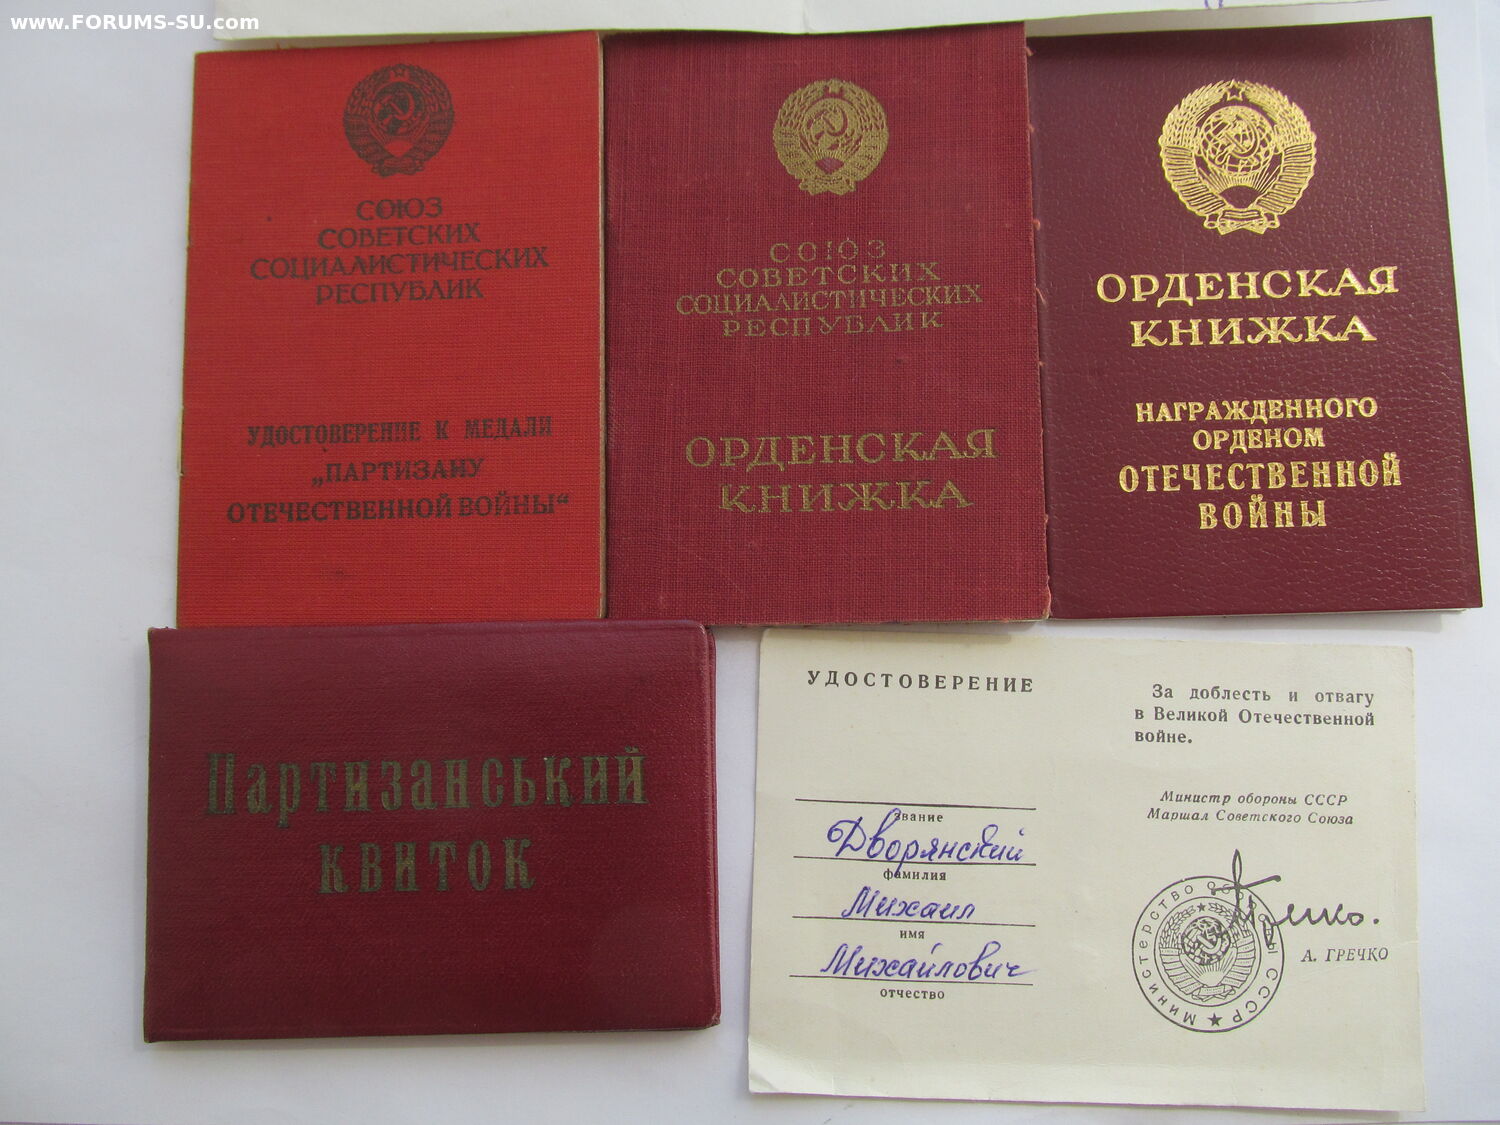 www.FORUMS-SU.com
СОЮЗ
СОВЕТСКИХ
СОЦИАЛИСТИЧЕСКИХ
РЕСПУБЛИК
УДОСТОВЕРЕНИЕ К МЕДАЛИ
„ПАРТИЗАНУ
ОТЕЧЕСТВЕННОЙ ВОЙНЫ“
СОЮЗ
СОВЕТСКИХ
СОЦИАЛИСТИЧЕСКИХ
РЕСПУБЛИК
ОРДЕНСКАЯ
КНИЖКА
ОРДЕНСКАЯ
КНИЖКА
НАГРАЖДЕННОГО
ОРДЕНОМ
ОТЕЧЕСТВЕННОЙ
ВОЙНЫ
Партизанський
квиток
УДОСТОВЕРЕНИЕ
звание
Дворянский
фамилия
Михаил
имя
Михайлович
отчество
За доблесть и отвагу
в Великой Отечественной
войне.
Министр обороны СССР
Маршал Советского Союза
МИНИСТЕРСТВО ОБОРОНЫ СССР
А. ГРЕЧКО